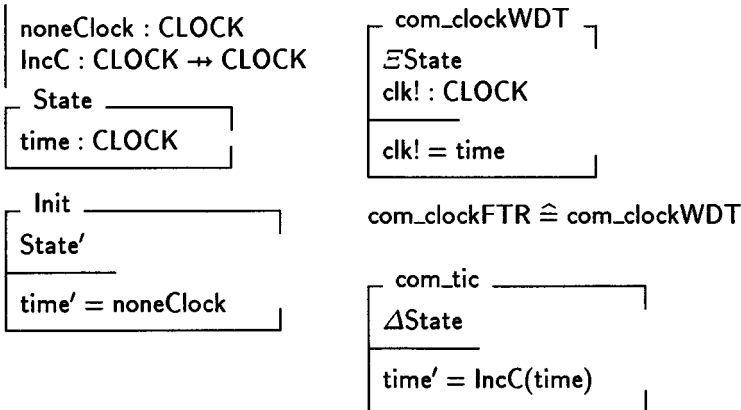 noneClock : CLOCK
IncC : CLOCK ⇸ CLOCK
State
time : CLOCK
Init
State′
time′ = noneClock
com_clockWDT
ΞState
clk! : CLOCK
clk! = time
com_clockFTR ≙ com_clockWDT
com_tic
ΔState
time′ = IncC(time)